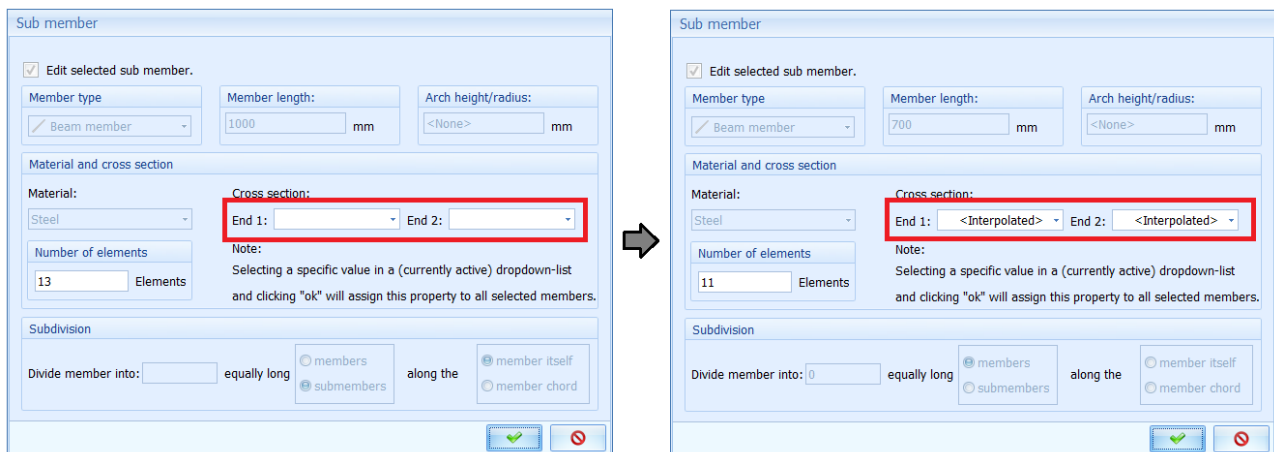 Sub member
Edit selected sub member.
Member type
Member length:
Arch height/radius:
Beam member
1000
mm
<None>
mm
Material and cross section
Material:
Cross section:
Steel
End 1:
End 2:
Number of elements
Note:
Selecting a specific value in a (currently active) dropdown-list
13
Elements
and clicking "ok" will assign this property to all selected members.
Subdivision
Divide member into:
equally long
members
submembers
along the
member itself
member chord
Sub member
Edit selected sub member.
Member type
Member length:
Arch height/radius:
Beam member
700
mm
<None>
mm
Material and cross section
Material:
Cross section:
Steel
End 1:
<Interpolated>
End 2:
<Interpolated>
Number of elements
Note:
Selecting a specific value in a (currently active) dropdown-list
11
Elements
and clicking "ok" will assign this property to all selected members.
Subdivision
Divide member into:
0
equally long
members
submembers
along the
member itself
member chord